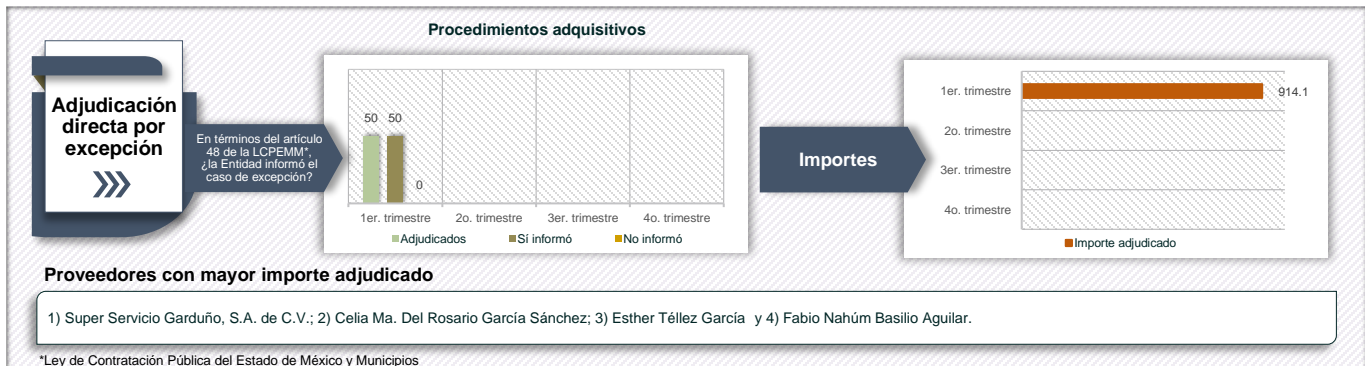 Procedimientos adquisitivos
Adjudicación
directa por
excepción
En términos del artículo
48 de la LCPEMM*,
¿la Entidad informó el
caso de excepción?
50 50
0
1er. trimestre 2o. trimestre 3er. trimestre 4o. trimestre
Adjudicados Sí informó No informó
Importes
1er. trimestre 914.1
2o. trimestre
3er. trimestre
4o. trimestre
Importe adjudicado
Proveedores con mayor importe adjudicado
1) Super Servicio Garduño, S.A. de C.V.; 2) Celia Ma. Del Rosario García Sánchez; 3) Esther Téllez García y 4) Fabio Nahúm Basilio Aguilar.
*Ley de Contratación Pública del Estado de México y Municipios